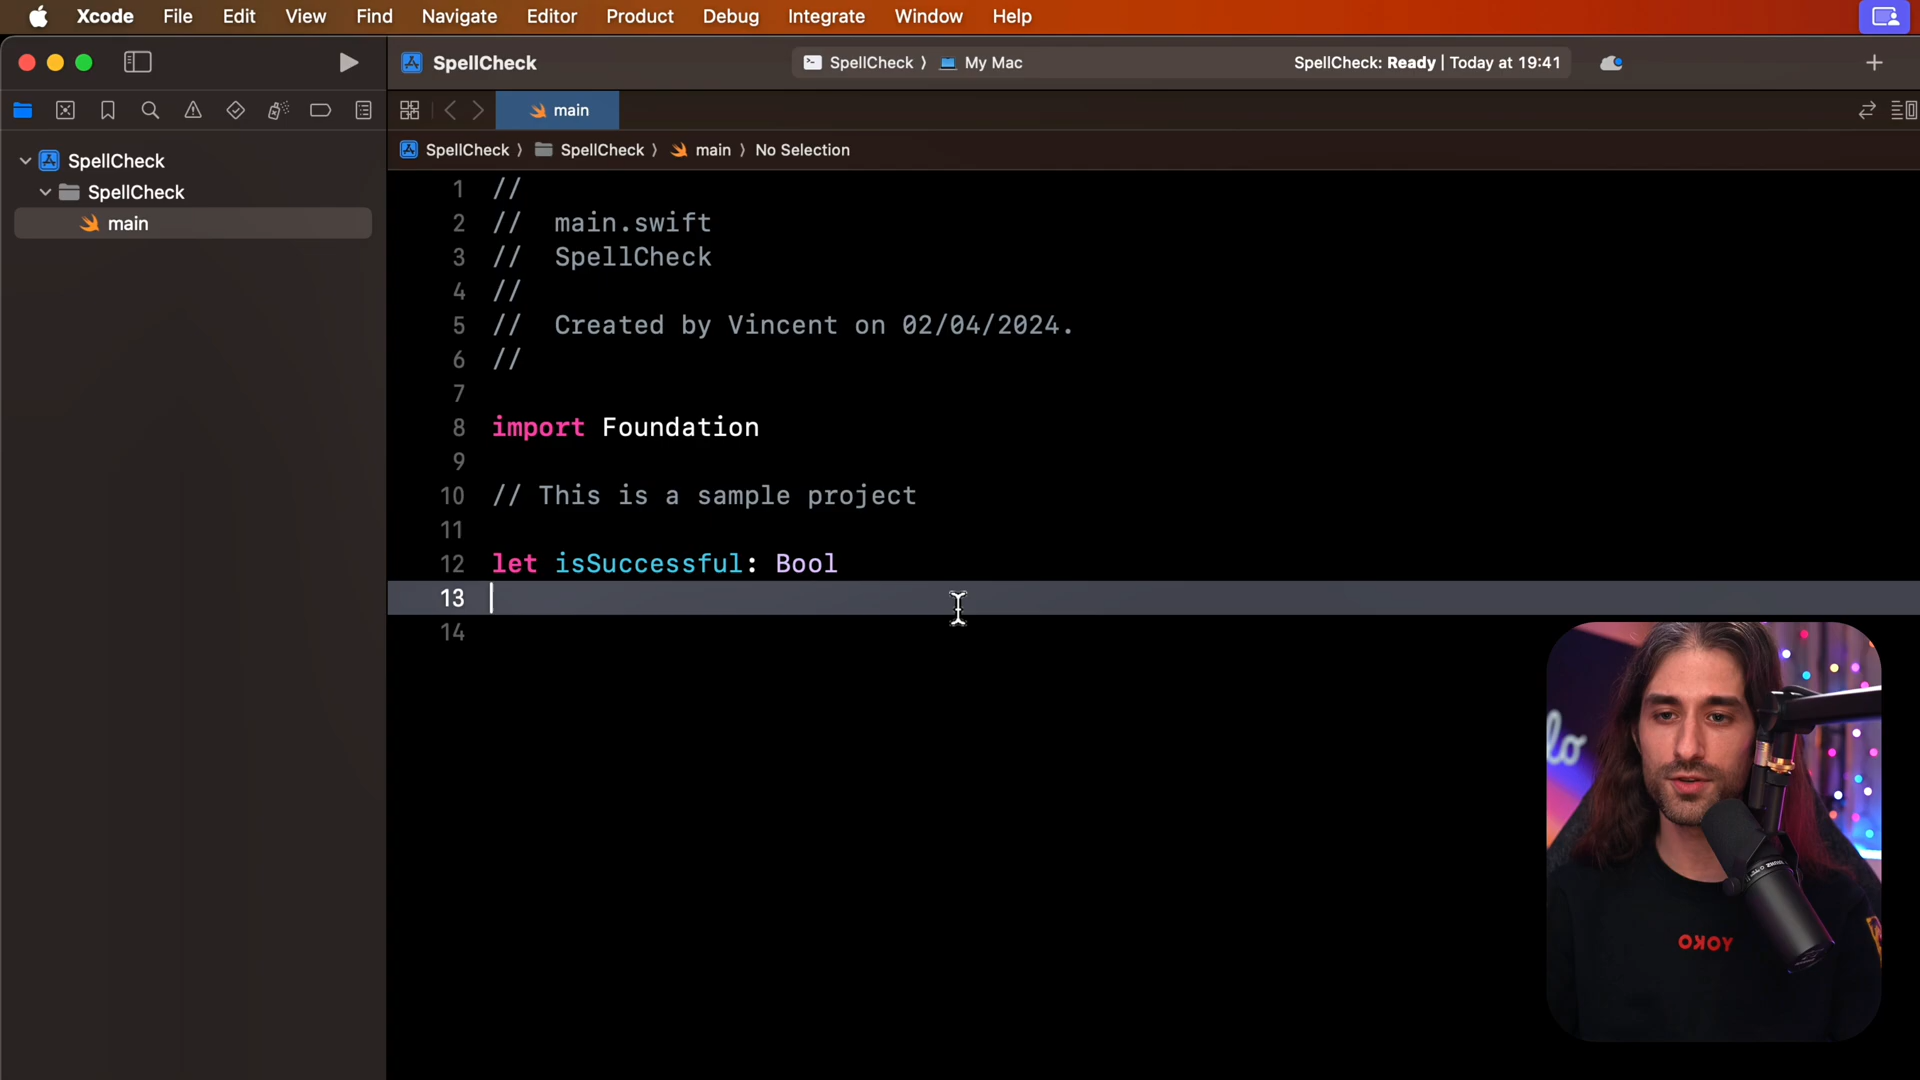 Xcode File Edit View Find Navigate Editor Product Debug Integrate Window Help
SpellCheck
SpellCheck ⟩ My Mac
SpellCheck: Ready | Today at 19:41
main
SpellCheck
SpellCheck
main
SpellCheck ⟩ SpellCheck ⟩ main ⟩ No Selection
1 //
2 //  main.swift
3 //  SpellCheck
4 //
5 //  Created by Vincent on 02/04/2024.
6 //
7
8 import Foundation
9
10 // This is a sample project
11
12 let isSuccessful: Bool
13
14
lo
YOKO